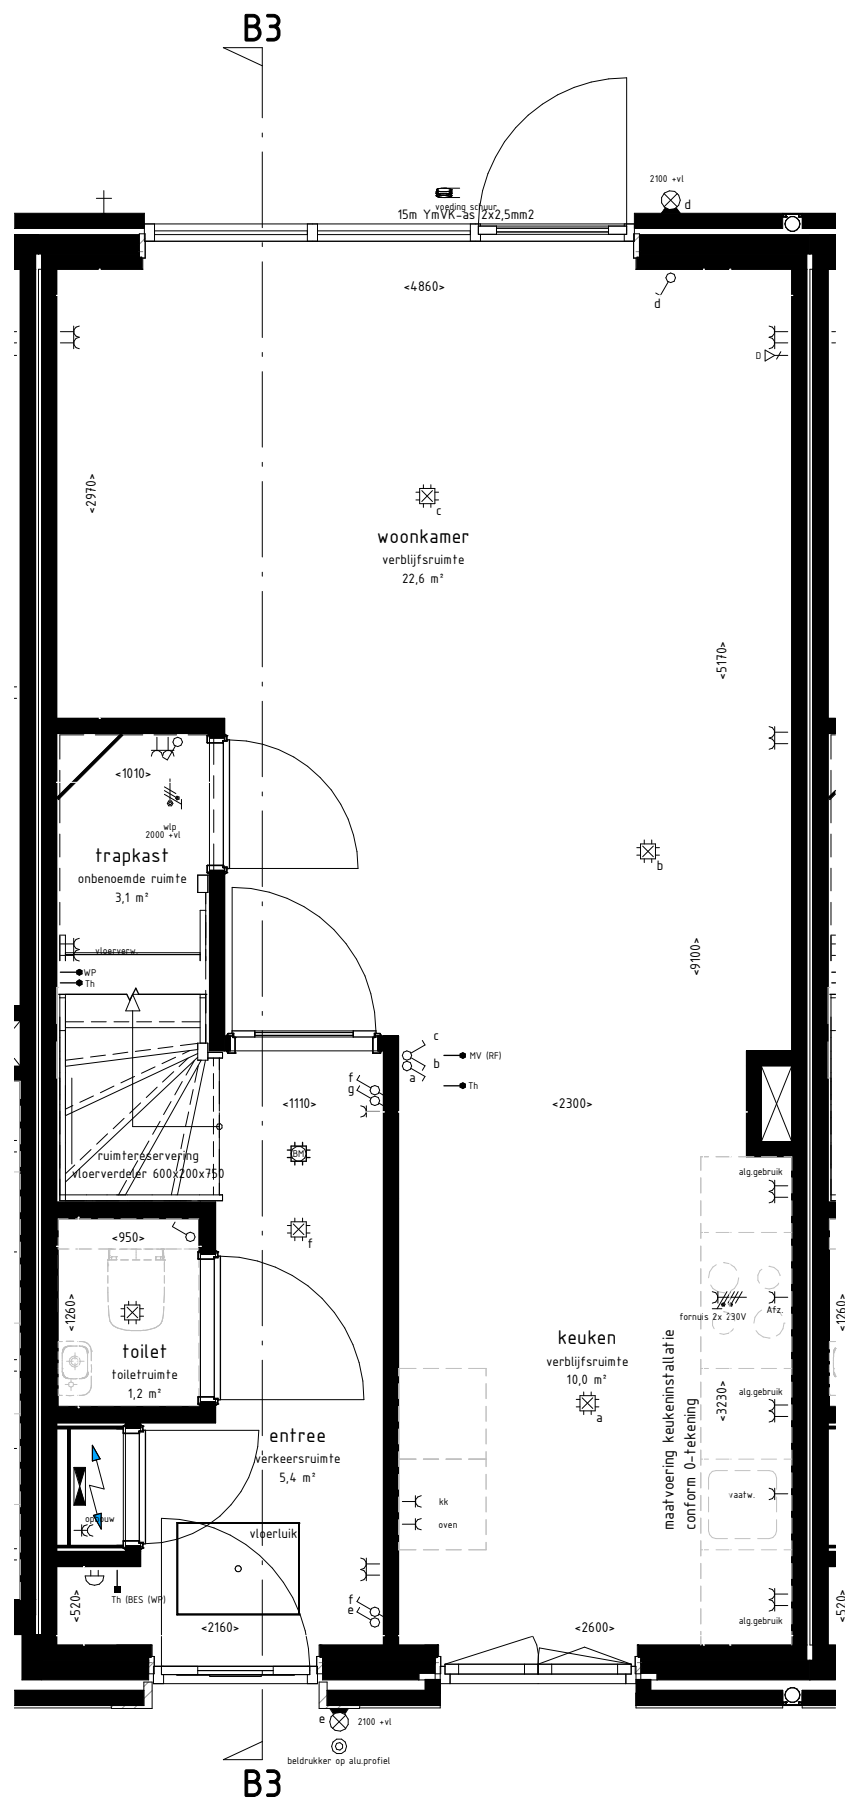 B3
2100 +vl
d
voeding schuur
15m YmVK-as 2x2,5mm2
<4860>
d
D
<2970>
c
woonkamer
verblijfsruimte
22,6 m²
<5170>
<1010>
wlp
2000 +vl
trapkast
onbenoemde ruimte
3,1 m²
b
vloerverw.
WP
Th
<9100>
c
b
a
MV (RF)
Th
f
g
<1110>
<2300>
BM
ruimtereservering
vloerverdeler 600x200x750
alg.gebruik
<950>
f
<1260>
toilet
toiletruimte
1,2 m²
fornuis 2x 230V
Afz.
<1260>
keuken
verblijfsruimte
10,0 m²
a
maatvoering keukeninstallatie
conform 0-tekening
<3230>
alg.gebruik
entree
verkeersruimte
5,4 m²
opbouw
vloerluik
kk
oven
vaatw.
Th (BES (WP)
<520>
f
e
<2160>
<2600>
alg.gebruik
<520>
e
2100 +vl
beldrukker op alu.profiel
B3